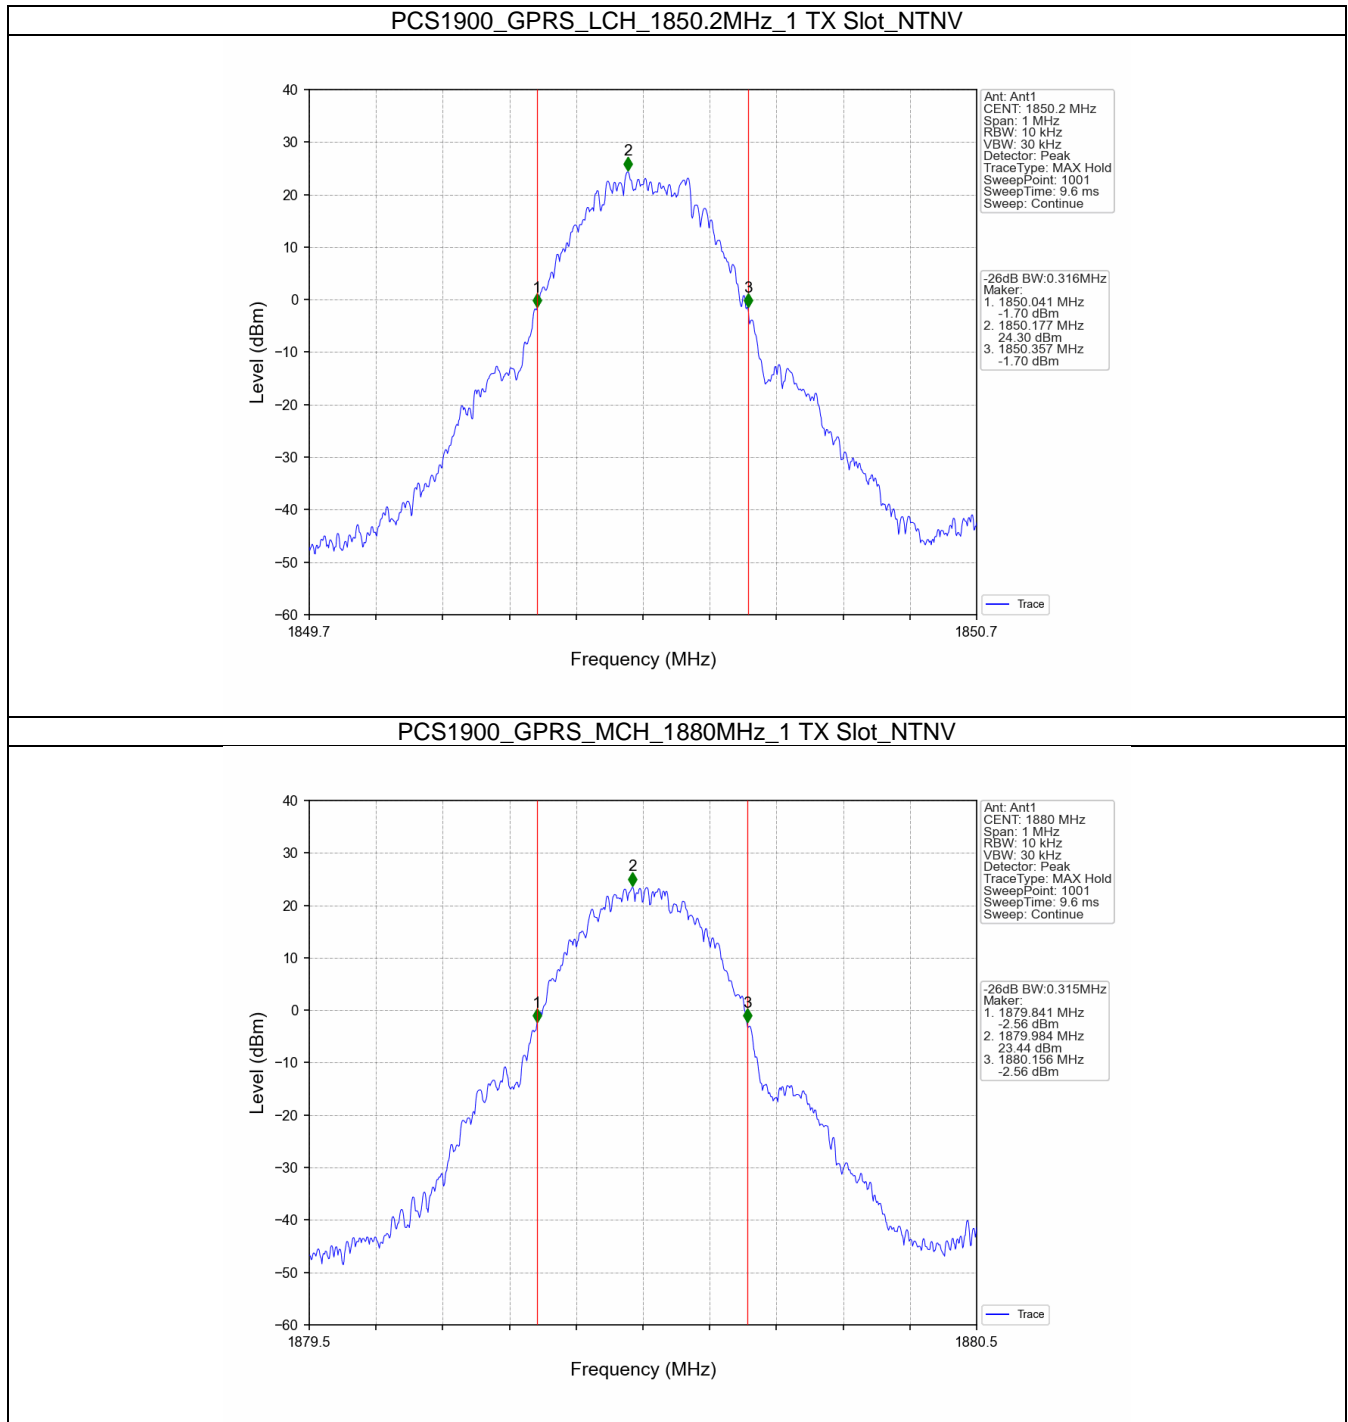 PCS1900_GPRS_LCH_1850.2MHz_1 TX Slot_NTNV
40
30
20
10
0
−10
−20
−30
−40
−50
−60
Level (dBm)
1
2
3
1849.7
1850.7
Frequency (MHz)
Ant: Ant1
CENT: 1850.2 MHz
Span: 1 MHz
RBW: 10 kHz
VBW: 30 kHz
Detector: Peak
TraceType: MAX Hold
SweepPoint: 1001
SweepTime: 9.6 ms
Sweep: Continue
-26dB BW:0.316MHz
Maker:
1. 1850.041 MHz
-1.70 dBm
2. 1850.177 MHz
24.30 dBm
3. 1850.357 MHz
-1.70 dBm
Trace
PCS1900_GPRS_MCH_1880MHz_1 TX Slot_NTNV
40
30
20
10
0
−10
−20
−30
−40
−50
−60
Level (dBm)
1
2
3
1879.5
1880.5
Frequency (MHz)
Ant: Ant1
CENT: 1880 MHz
Span: 1 MHz
RBW: 10 kHz
VBW: 30 kHz
Detector: Peak
TraceType: MAX Hold
SweepPoint: 1001
SweepTime: 9.6 ms
Sweep: Continue
-26dB BW:0.315MHz
Maker:
1. 1879.841 MHz
-2.56 dBm
2. 1879.984 MHz
23.44 dBm
3. 1880.156 MHz
-2.56 dBm
Trace